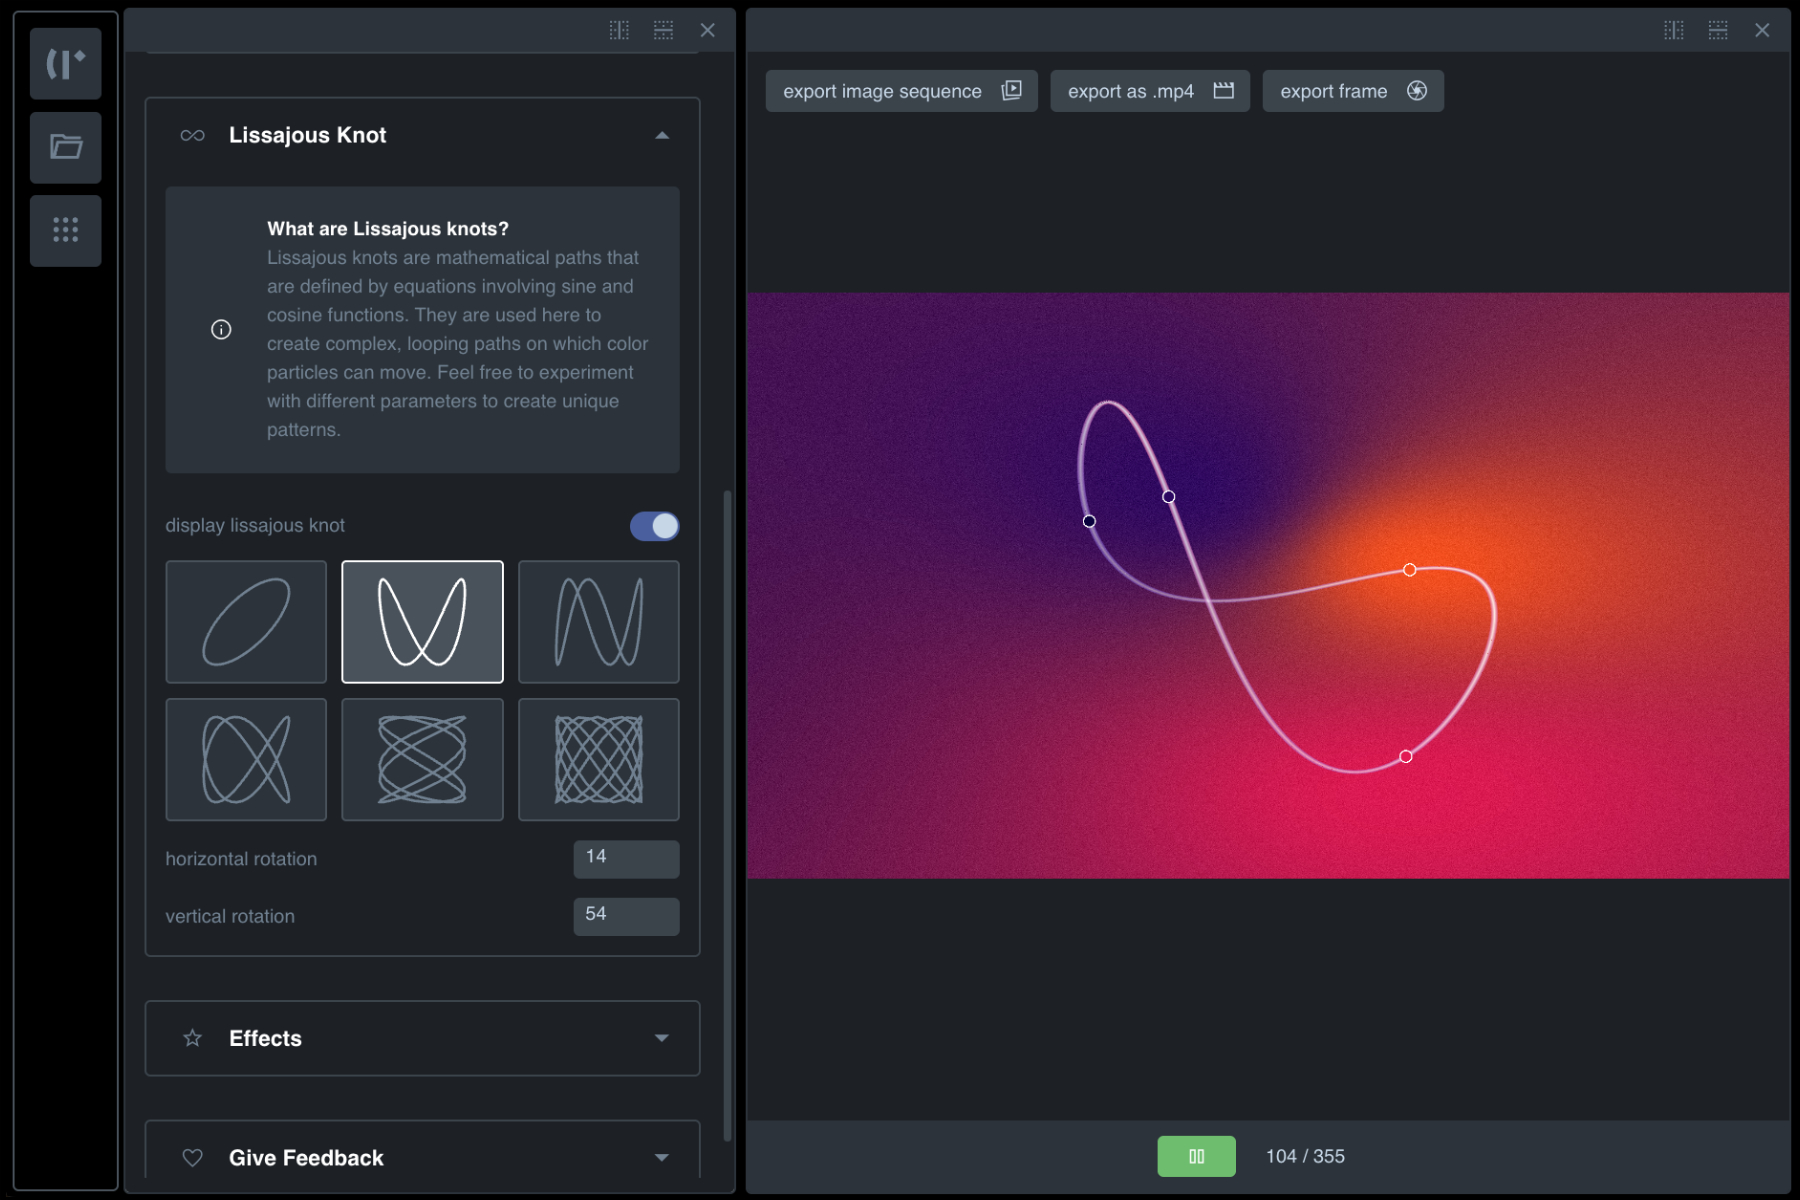 Lissajous Knot
What are Lissajous knots?
Lissajous knots are mathematical paths that
are defined by equations involving sine and
cosine functions. They are used here to
create complex, looping paths on which color
particles can move. Feel free to experiment
with different parameters to create unique
patterns.
display lissajous knot
horizontal rotation
14
vertical rotation
54
Effects
Give Feedback
export image sequence
export as .mp4
export frame
104 / 355